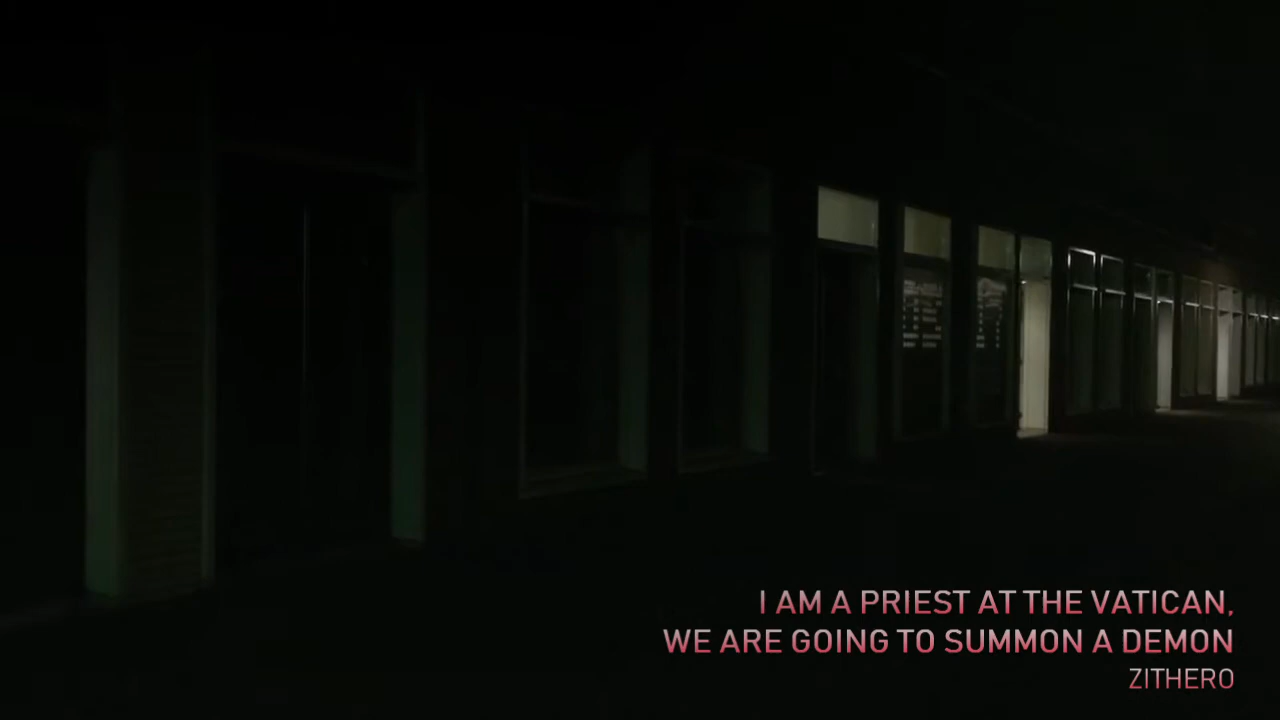 I AM A PRIEST AT THE VATICAN,
WE ARE GOING TO SUMMON A DEMON
ZITHERO